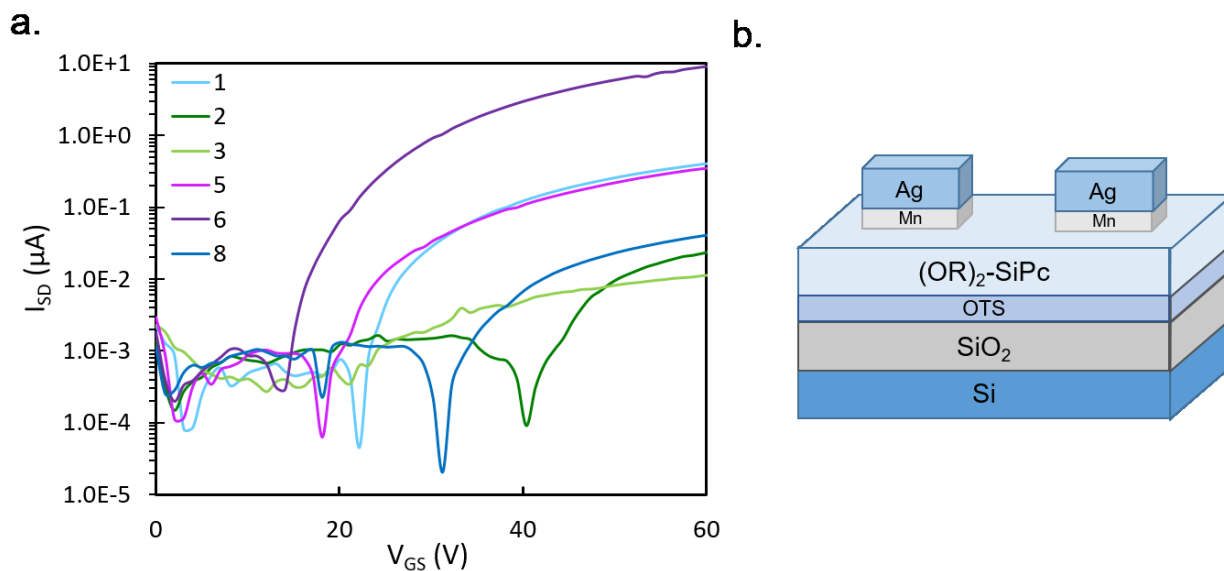 a.
1.0E+1
1.0E+0
1.0E-1
1.0E-2
1.0E-3
1.0E-4
1.0E-5
I_SD (µA)
1
2
3
5
6
8
0
20
40
60
V_GS (V)
b.
Ag
Ag
Mn
Mn
(OR)₂-SiPc
OTS
SiO₂
Si